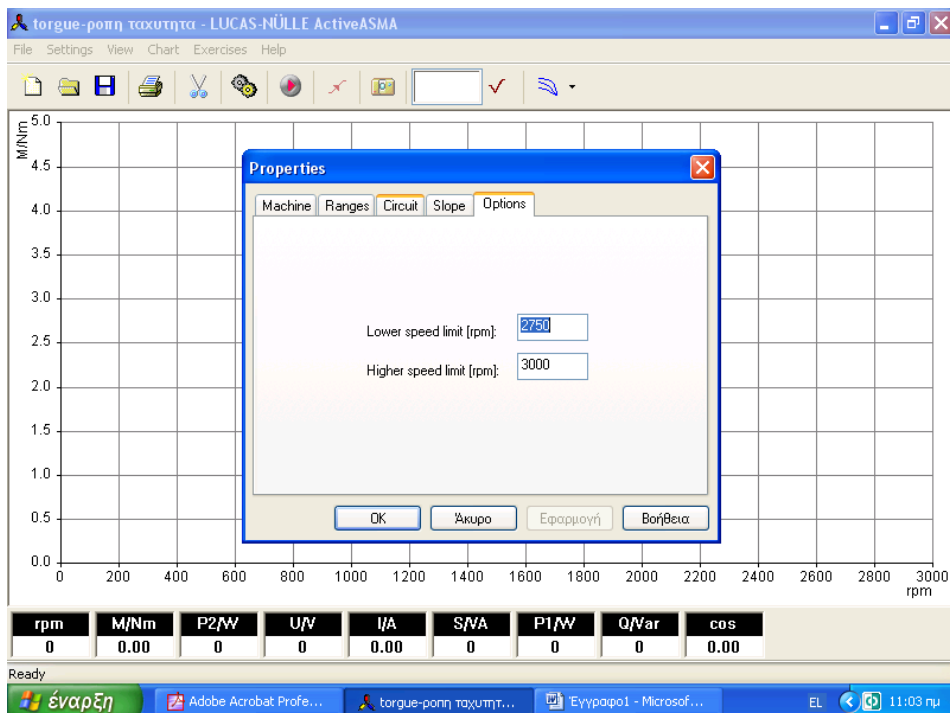 torgue-ροπη ταχυτητα - LUCAS-NÜLLE ActiveASMA
File Settings View Chart Exercises Help
M/Nm
5.0
4.5
4.0
3.5
3.0
2.5
2.0
1.5
1.0
0.5
0.0
Properties
Machine Ranges Circuit Slope Options
Lower speed limit [rpm]: 2750
Higher speed limit [rpm]: 3000
OK Άκυρο Εφαρμογή Βοήθεια
0 200 400 600 800 1000 1200 1400 1600 1800 2000 2200 2400 2600 2800 3000
rpm
rpm M/Nm P2/W U/V I/A S/VA P1/W Q/Var cos
0 0.00 0 0 0.00 0 0 0 0.00
Ready
έναρξη Adobe Acrobat Profe... torgue-ροπη ταχυτητ... Έγγραφο1 - Microsof... EL 11:03 πμ